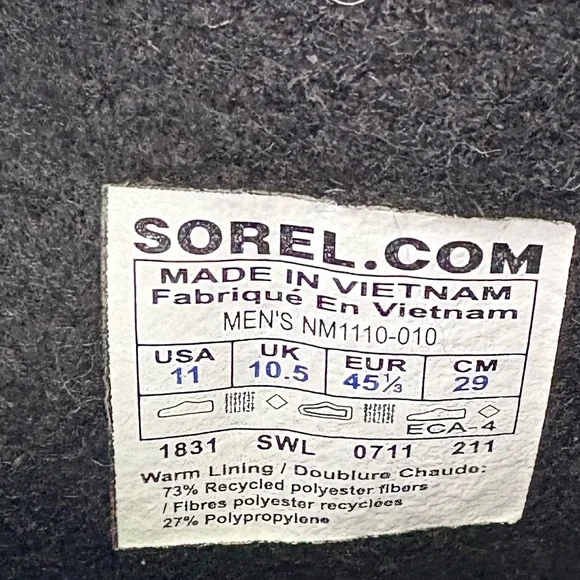 SOREL.COM
MADE IN VIETNAM
Fabriqué En Vietnam
MEN'S NM1110-010
USA UK EUR CM
11 10.5 45⅓ 29
ECA-4
1831 SWL 0711 211
Warm Lining / Doublure Chaude:
73% Recycled polyester fibers
/ Fibres polyester recyclées
27% Polypropylene